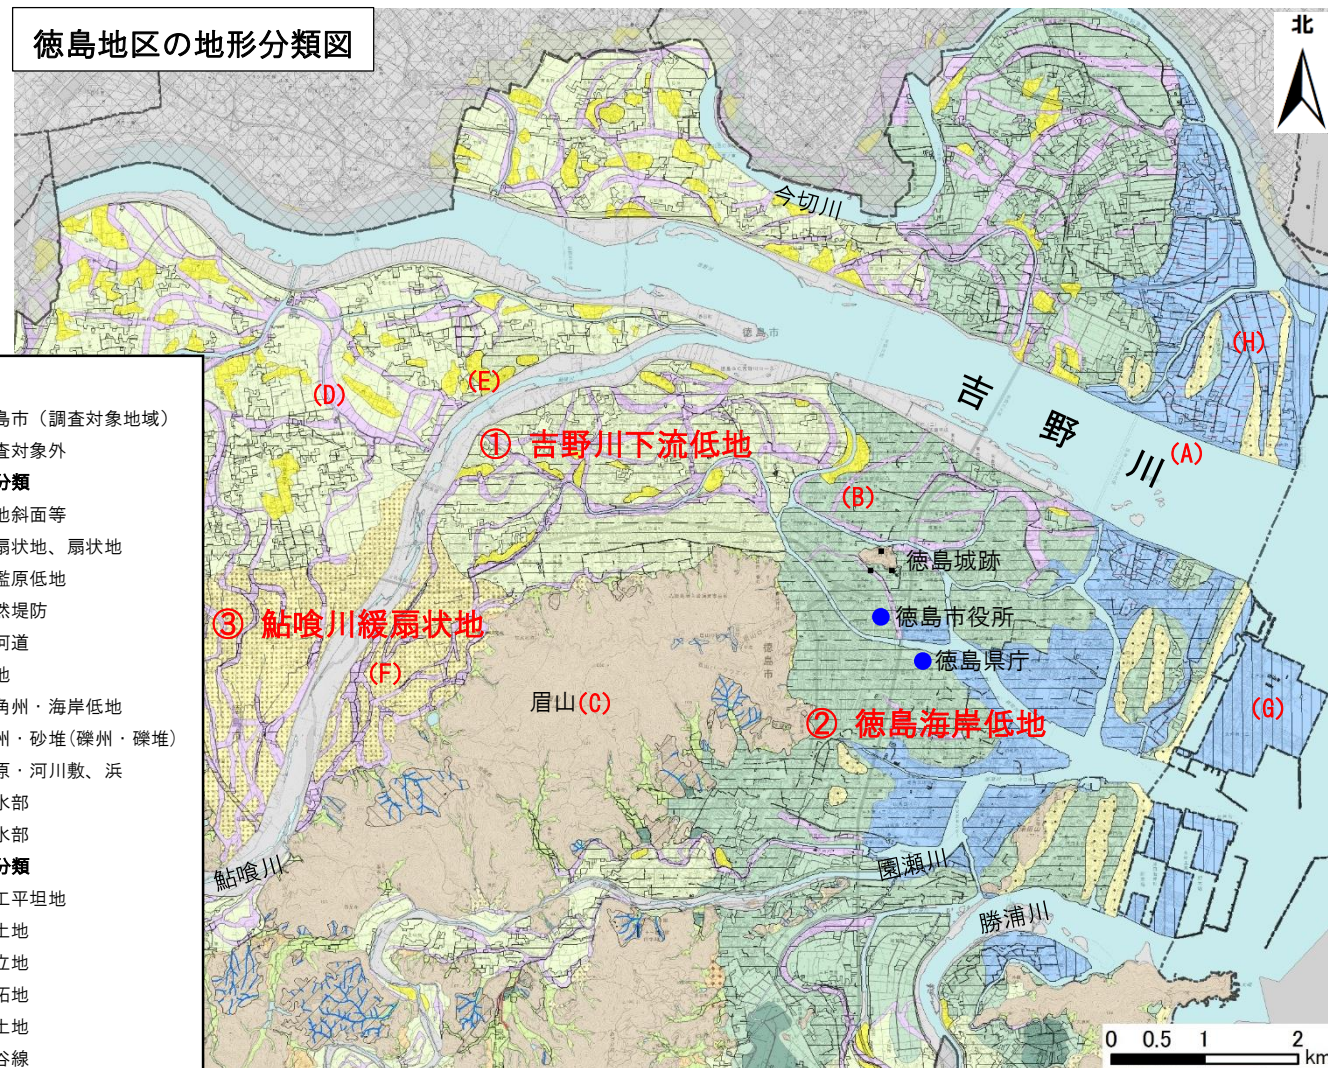 徳島地区の地形分類図
北
今切川
徳島市
吉
野
川
(A)
(H)
(D)
(E)
① 吉野川下流低地
(B)
島市（調査対象地域）
査対象外
分類
地斜面等
扇状地、扇状地
濫原低地
然堤防
河道
地
角州・海岸低地
州・砂堆(礫州・礫堆)
原・河川敷、浜
水部
水部
分類
工平坦地
土地
立地
拓地
土地
谷線
徳島城跡
徳島市役所
徳島県庁
③ 鮎喰川緩扇状地
(F)
徳島市
眉山(C)
② 徳島海岸低地
(G)
鮎喰川
園瀬川
勝浦川
0 0.5 1 2
km